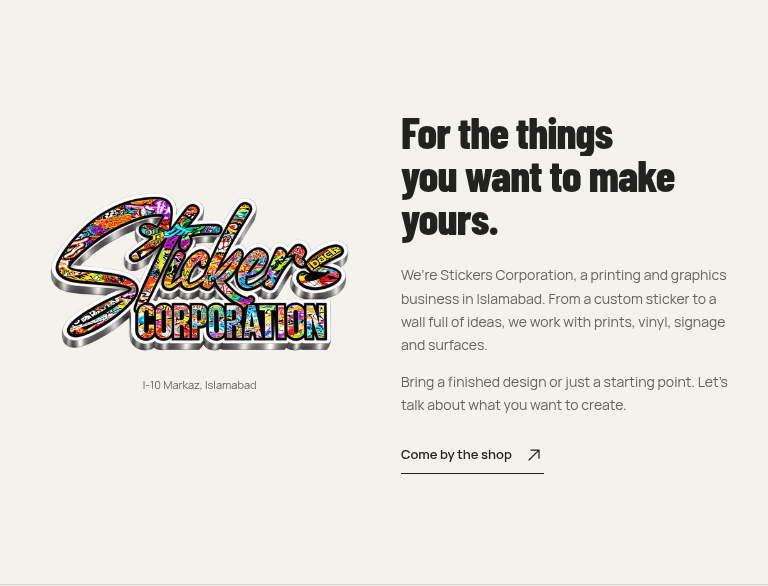 For the things
you want to make
yours.
Stickers
CORPORATION
I-10 Markaz, Islamabad
We're Stickers Corporation, a printing and graphics
business in Islamabad. From a custom sticker to a
wall full of ideas, we work with prints, vinyl, signage
and surfaces.
Bring a finished design or just a starting point. Let's
talk about what you want to create.
Come by the shop